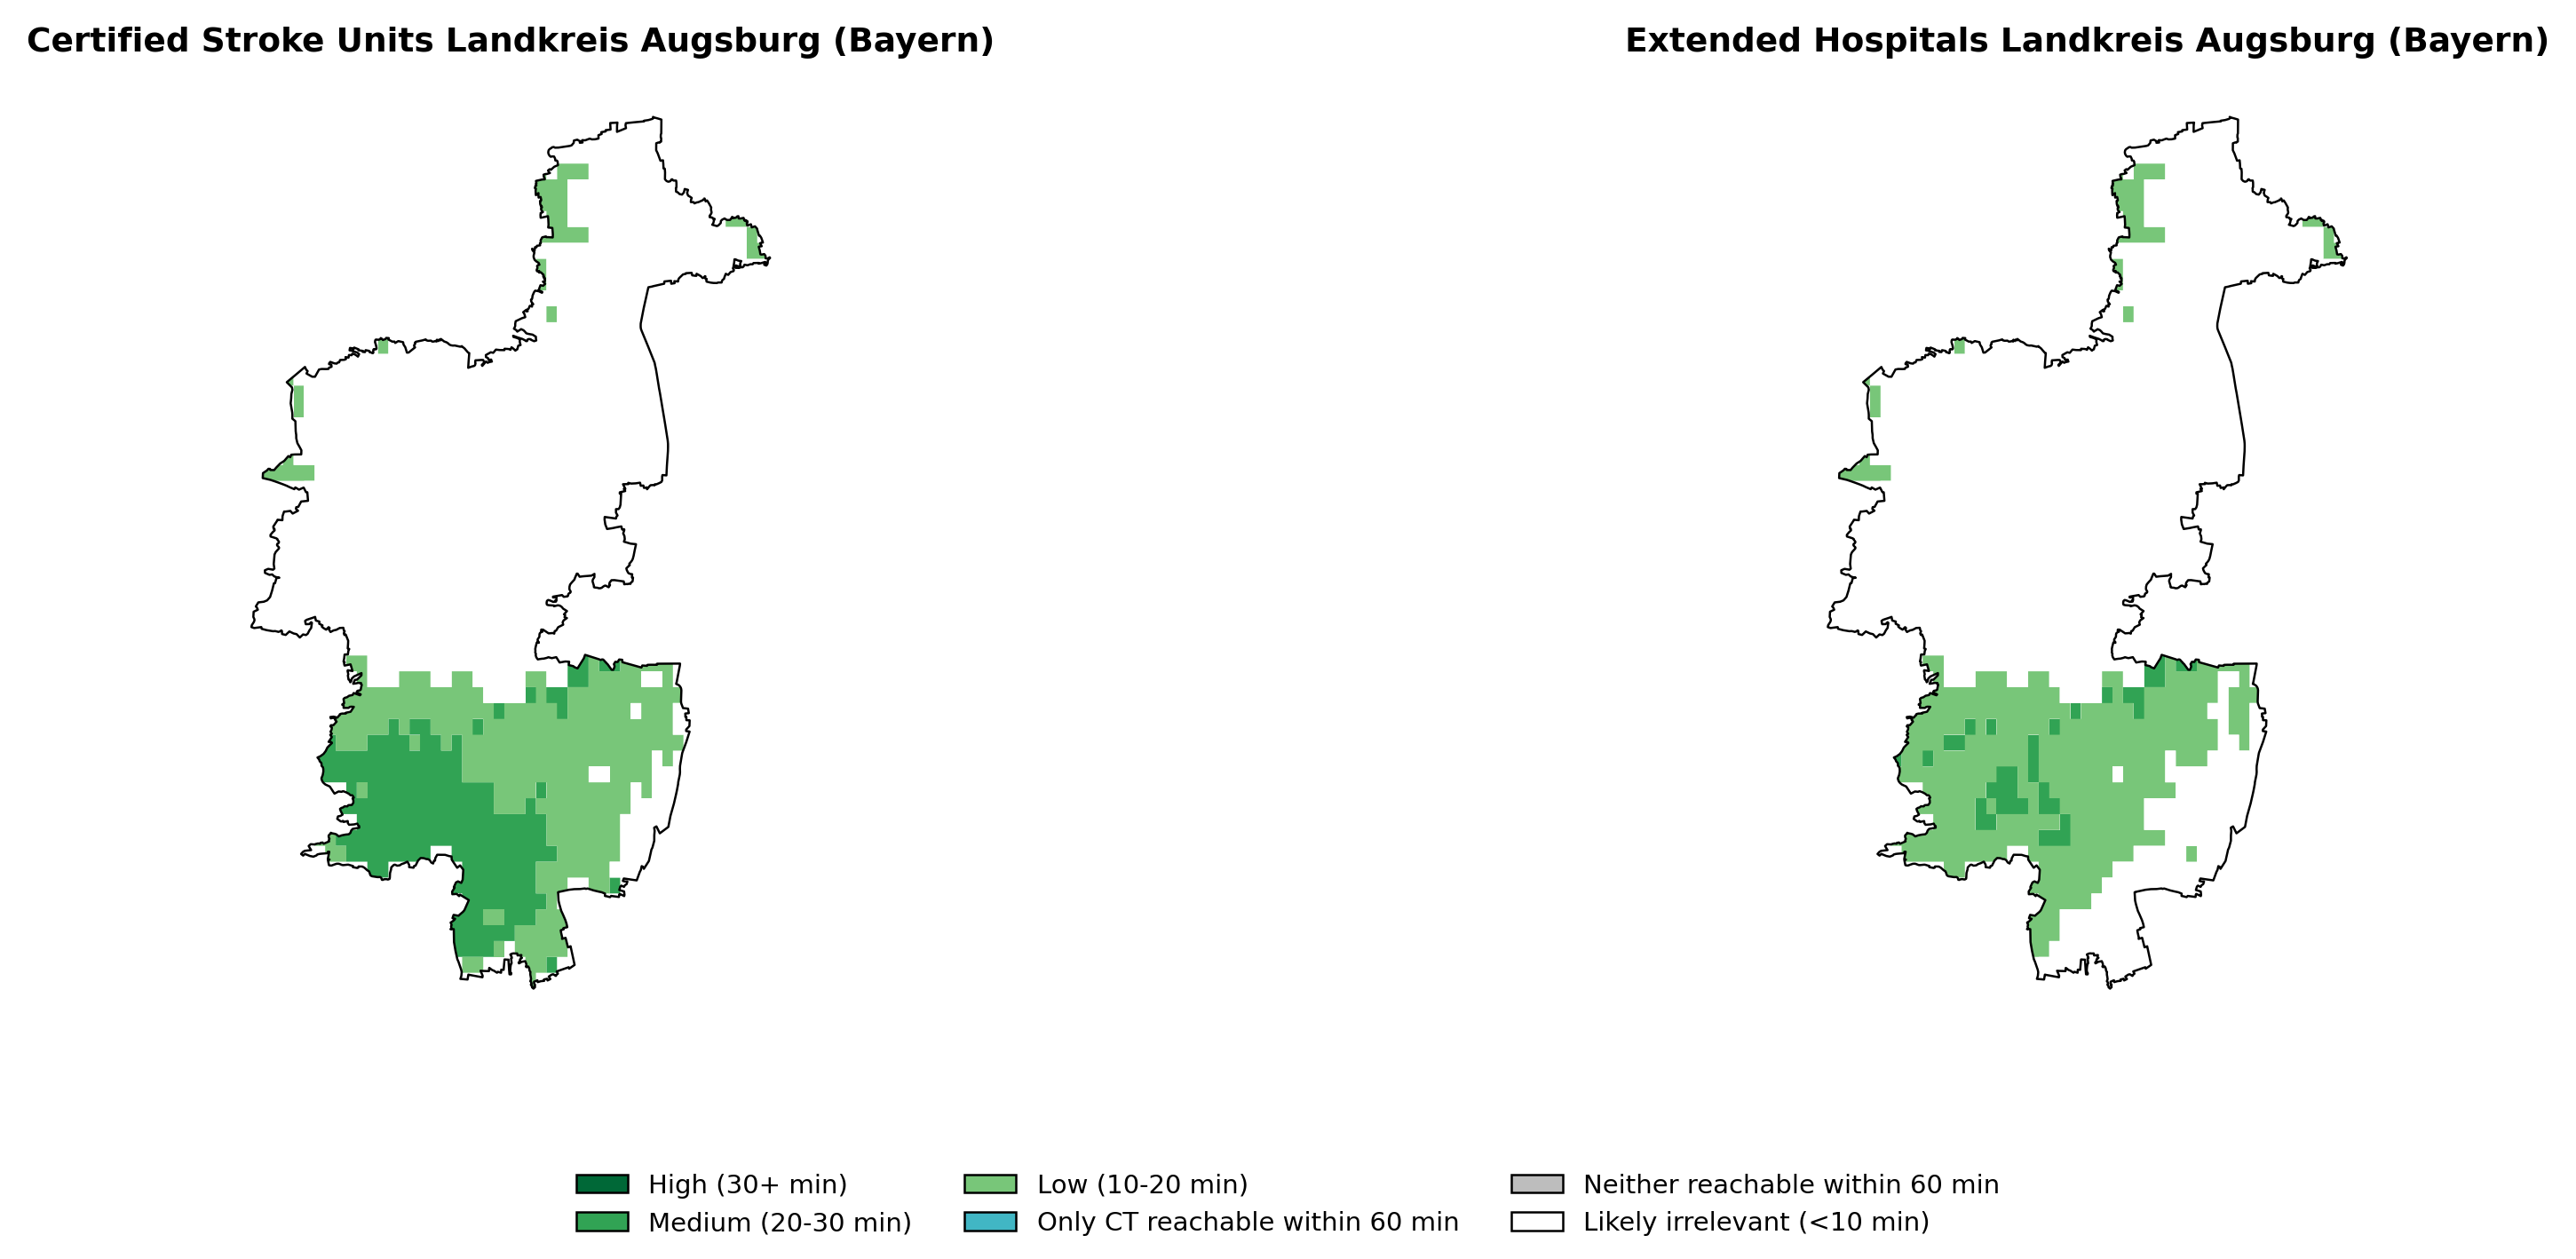 Certified Stroke Units Landkreis Augsburg (Bayern)
Extended Hospitals Landkreis Augsburg (Bayern)
High (30+ min)
Medium (20-30 min)
Low (10-20 min)
Only CT reachable within 60 min
Neither reachable within 60 min
Likely irrelevant (<10 min)